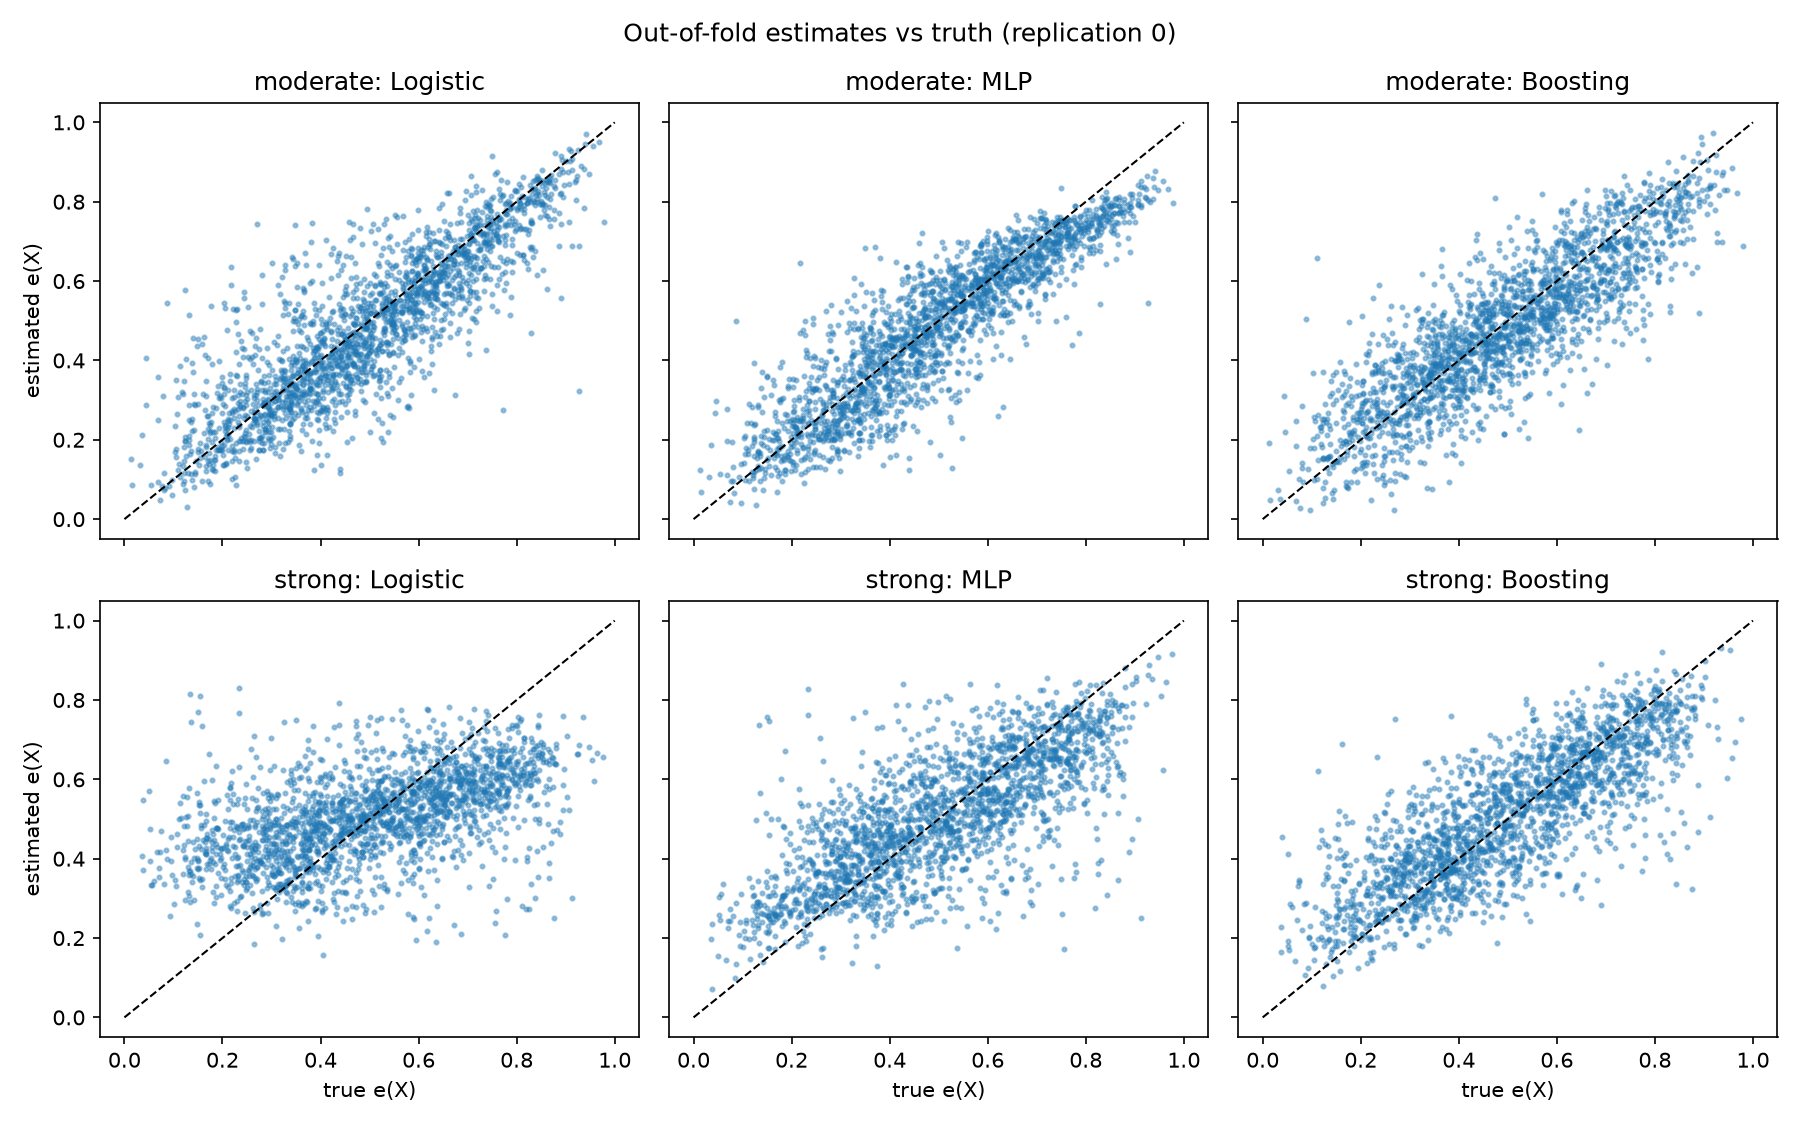 Out-of-fold estimates vs truth (replication 0)
moderate: Logistic
moderate: MLP
moderate: Boosting
estimated e(X)
1.0
0.8
0.6
0.4
0.2
0.0
strong: Logistic
strong: MLP
strong: Boosting
estimated e(X)
1.0
0.8
0.6
0.4
0.2
0.0
0.0 0.2 0.4 0.6 0.8 1.0
0.0 0.2 0.4 0.6 0.8 1.0
0.0 0.2 0.4 0.6 0.8 1.0
true e(X)
true e(X)
true e(X)